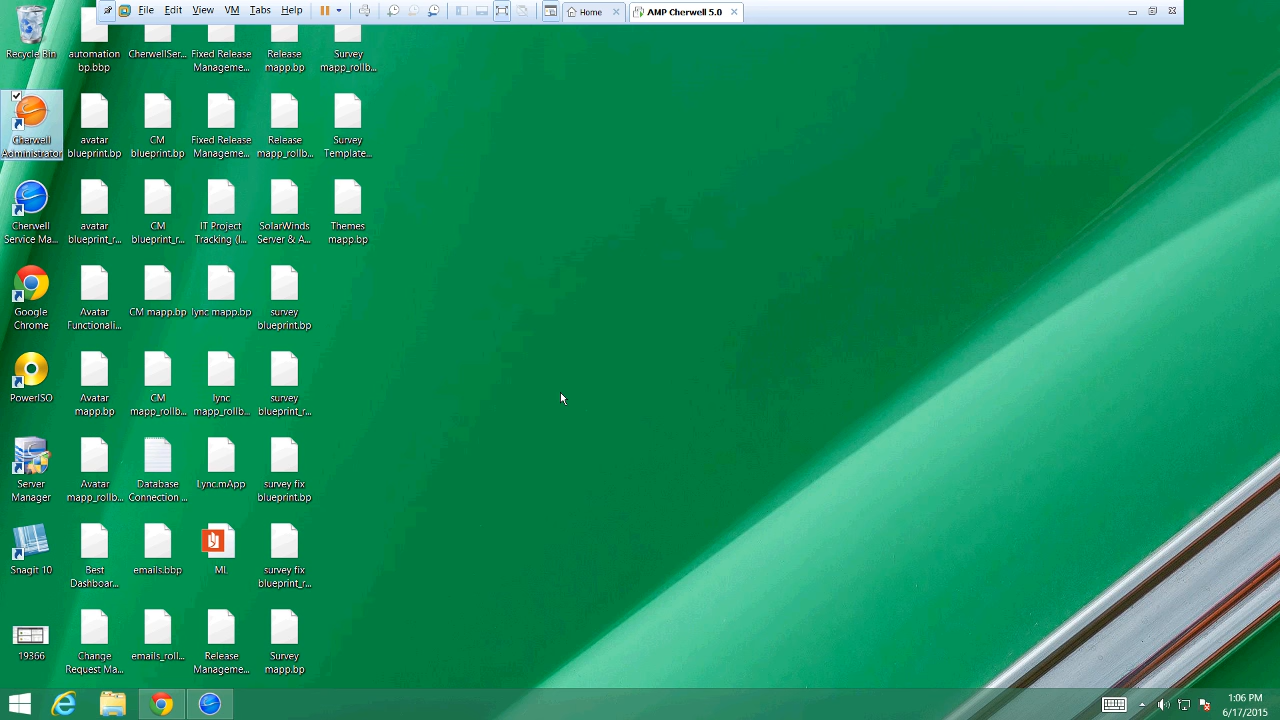 File Edit View VM Tabs Help
Home
AMP Cherwell 5.0
Recycle Bin
automation
bp.bbp
CherwellSer...
Fixed Release
Manageme...
Release
mapp.bp
Survey
mapp_rollb...
Cherwell
Administrator
avatar
blueprint.bp
CM
blueprint.bp
Fixed Release
Manageme...
Release
mapp_rollb...
Survey
Template...
Cherwell
Service Ma...
avatar
blueprint_r...
CM
blueprint_r...
IT Project
Tracking (I...
SolarWinds
Server & A...
Themes
mapp.bp
Google
Chrome
Avatar
Functionali...
CM mapp.bp
lync mapp.bp
survey
blueprint.bp
PowerISO
Avatar
mapp.bp
CM
mapp_rollb...
lync
mapp_rollb...
survey
blueprint_r...
Server
Manager
Avatar
mapp_rollb...
Database
Connection ...
Lync.mApp
survey fix
blueprint.bp
Snagit 10
Best
Dashboar...
emails.bbp
ML
survey fix
blueprint_r...
19366
Change
Request Ma...
emails_roll...
Release
Manageme...
Survey
mapp.bp
1:06 PM
6/17/2015